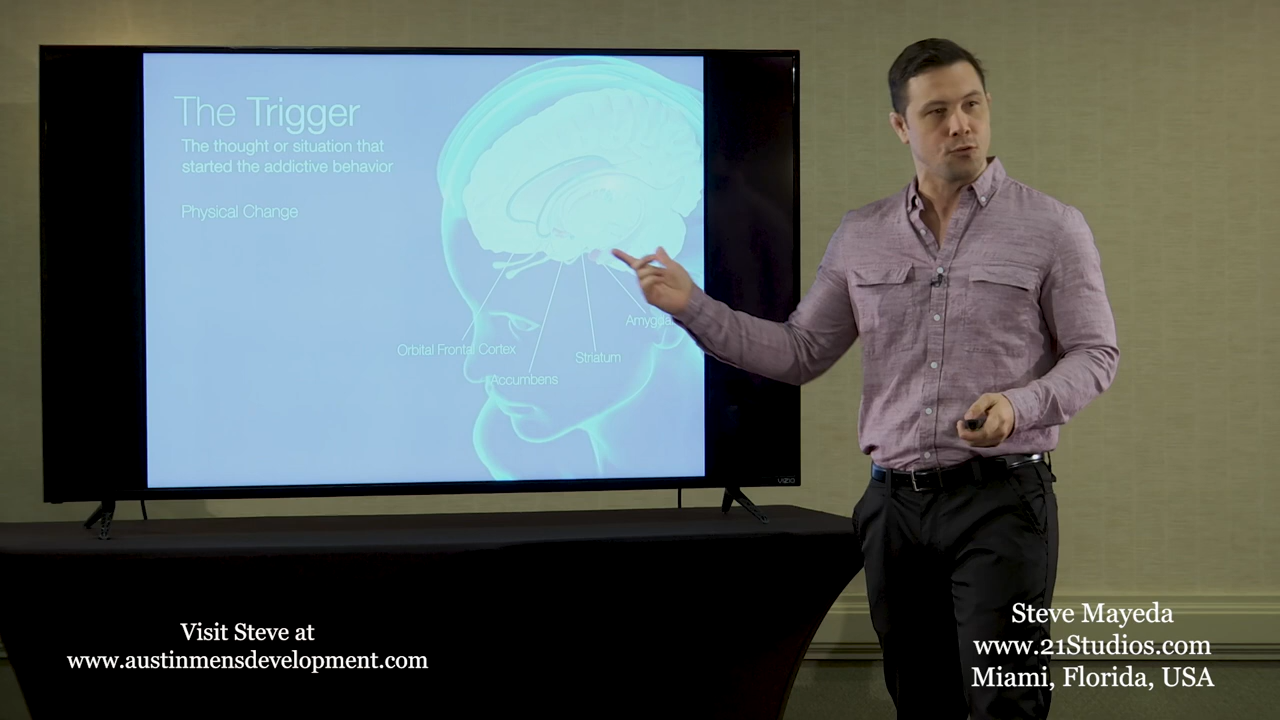 The Trigger
The thought or situation that
started the addictive behavior
Physical Change
Orbital Frontal Cortex
Accumbens
Striatum
VIZIO
Visit Steve at
www.austinmensdevelopment.com
Steve Mayeda
www.21Studios.com
Miami, Florida, USA